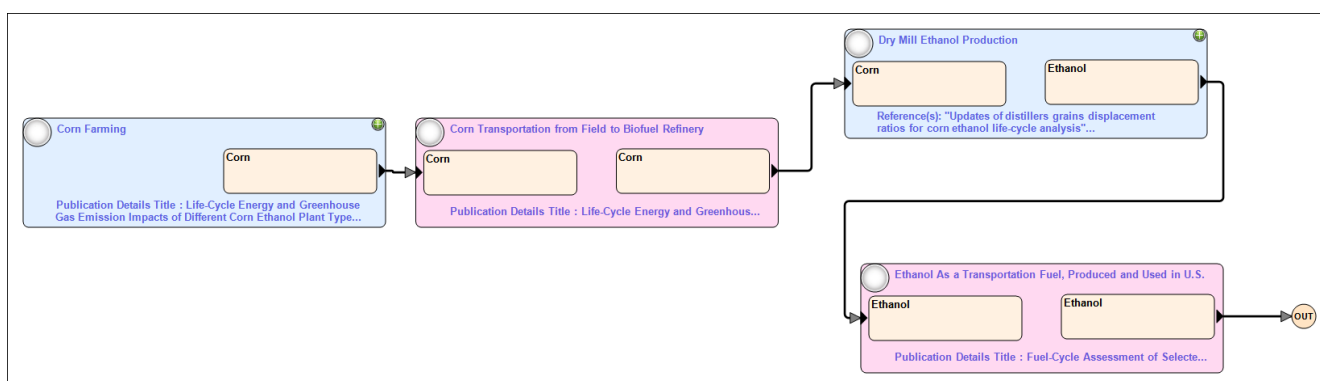 Corn Farming
Corn
Publication Details Title : Life-Cycle Energy and Greenhouse
Gas Emission Impacts of Different Corn Ethanol Plant Type...
Corn Transportation from Field to Biofuel Refinery
Corn
Corn
Publication Details Title : Life-Cycle Energy and Greenhous...
Dry Mill Ethanol Production
Corn
Ethanol
Reference(s): "Updates of distillers grains displacement
ratios for corn ethanol life-cycle analysis"...
Ethanol As a Transportation Fuel, Produced and Used in U.S.
Ethanol
Ethanol
Publication Details Title : Fuel-Cycle Assessment of Selecte...
OUT